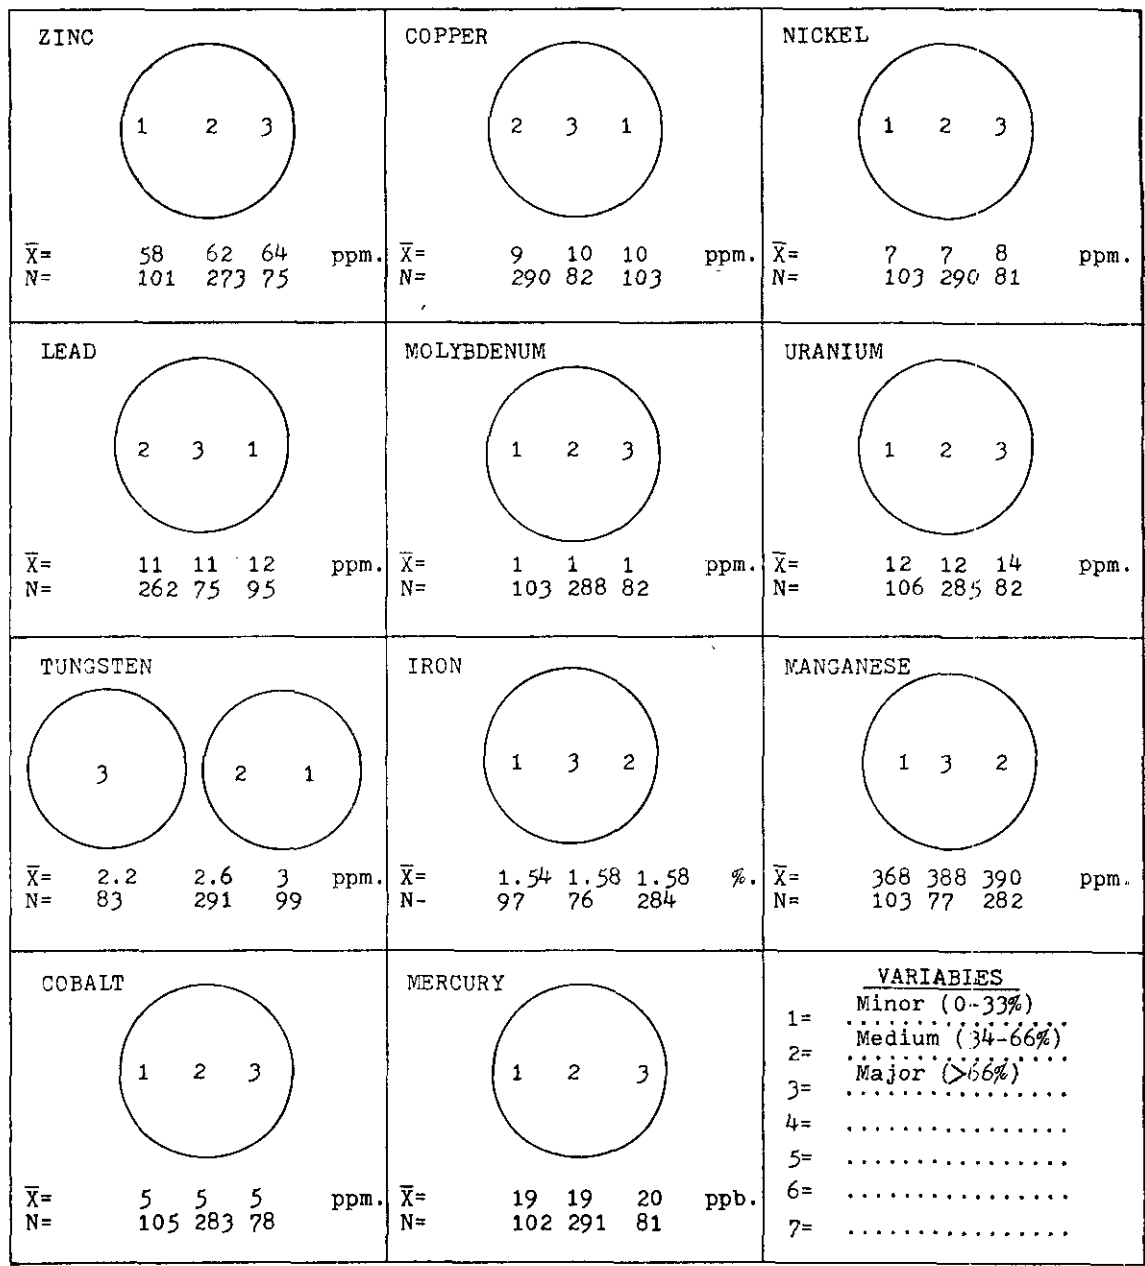 ZINC
1 2 3
X̄= 58 62 64 ppm.
N= 101 273 75
COPPER
2 3 1
X̄= 9 10 10 ppm.
N= 290 82 103
NICKEL
1 2 3
X̄= 7 7 8 ppm.
N= 103 290 81
LEAD
2 3 1
X̄= 11 11 12 ppm.
N= 262 75 95
MOLYBDENUM
1 2 3
X̄= 1 1 1 ppm.
N= 103 288 82
URANIUM
1 2 3
X̄= 12 12 14 ppm.
N= 106 285 82
TUNGSTEN
3 2 1
X̄= 2.2 2.6 3 ppm.
N= 83 291 99
IRON
1 3 2
X̄= 1.54 1.58 1.58 %.
N- 97 76 284
MANGANESE
1 3 2
X̄= 368 388 390 ppm.
N= 103 77 282
COBALT
1 2 3
X̄= 5 5 5 ppm.
N= 105 283 78
MERCURY
1 2 3
X̄= 19 19 20 ppb.
N= 102 291 81
VARIABLES
1= Minor (0-33%)
2= Medium (34-66%)
3= Major (>66%)
4= ................
5= ................
6= ................
7= ................